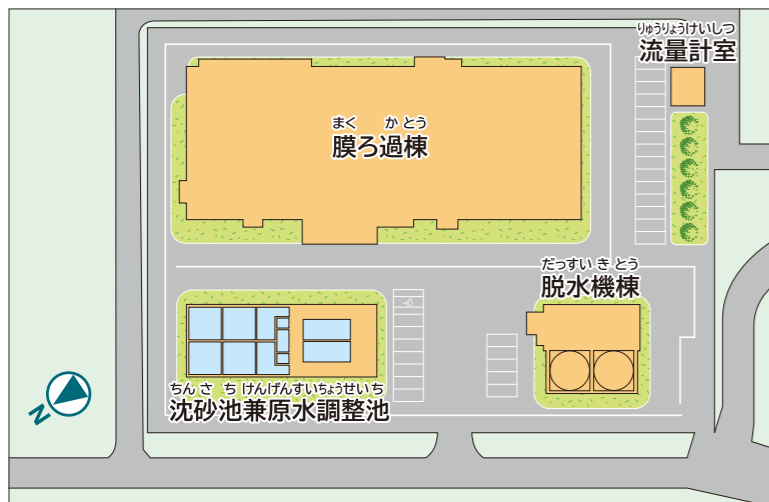 りゅうりょうけいしつ
流量計室
まく かとう
膜ろ過棟
だっすいきとう
脱水機棟
ちんさちけんげんすいちょうせいち
沈砂池兼原水調整池
N